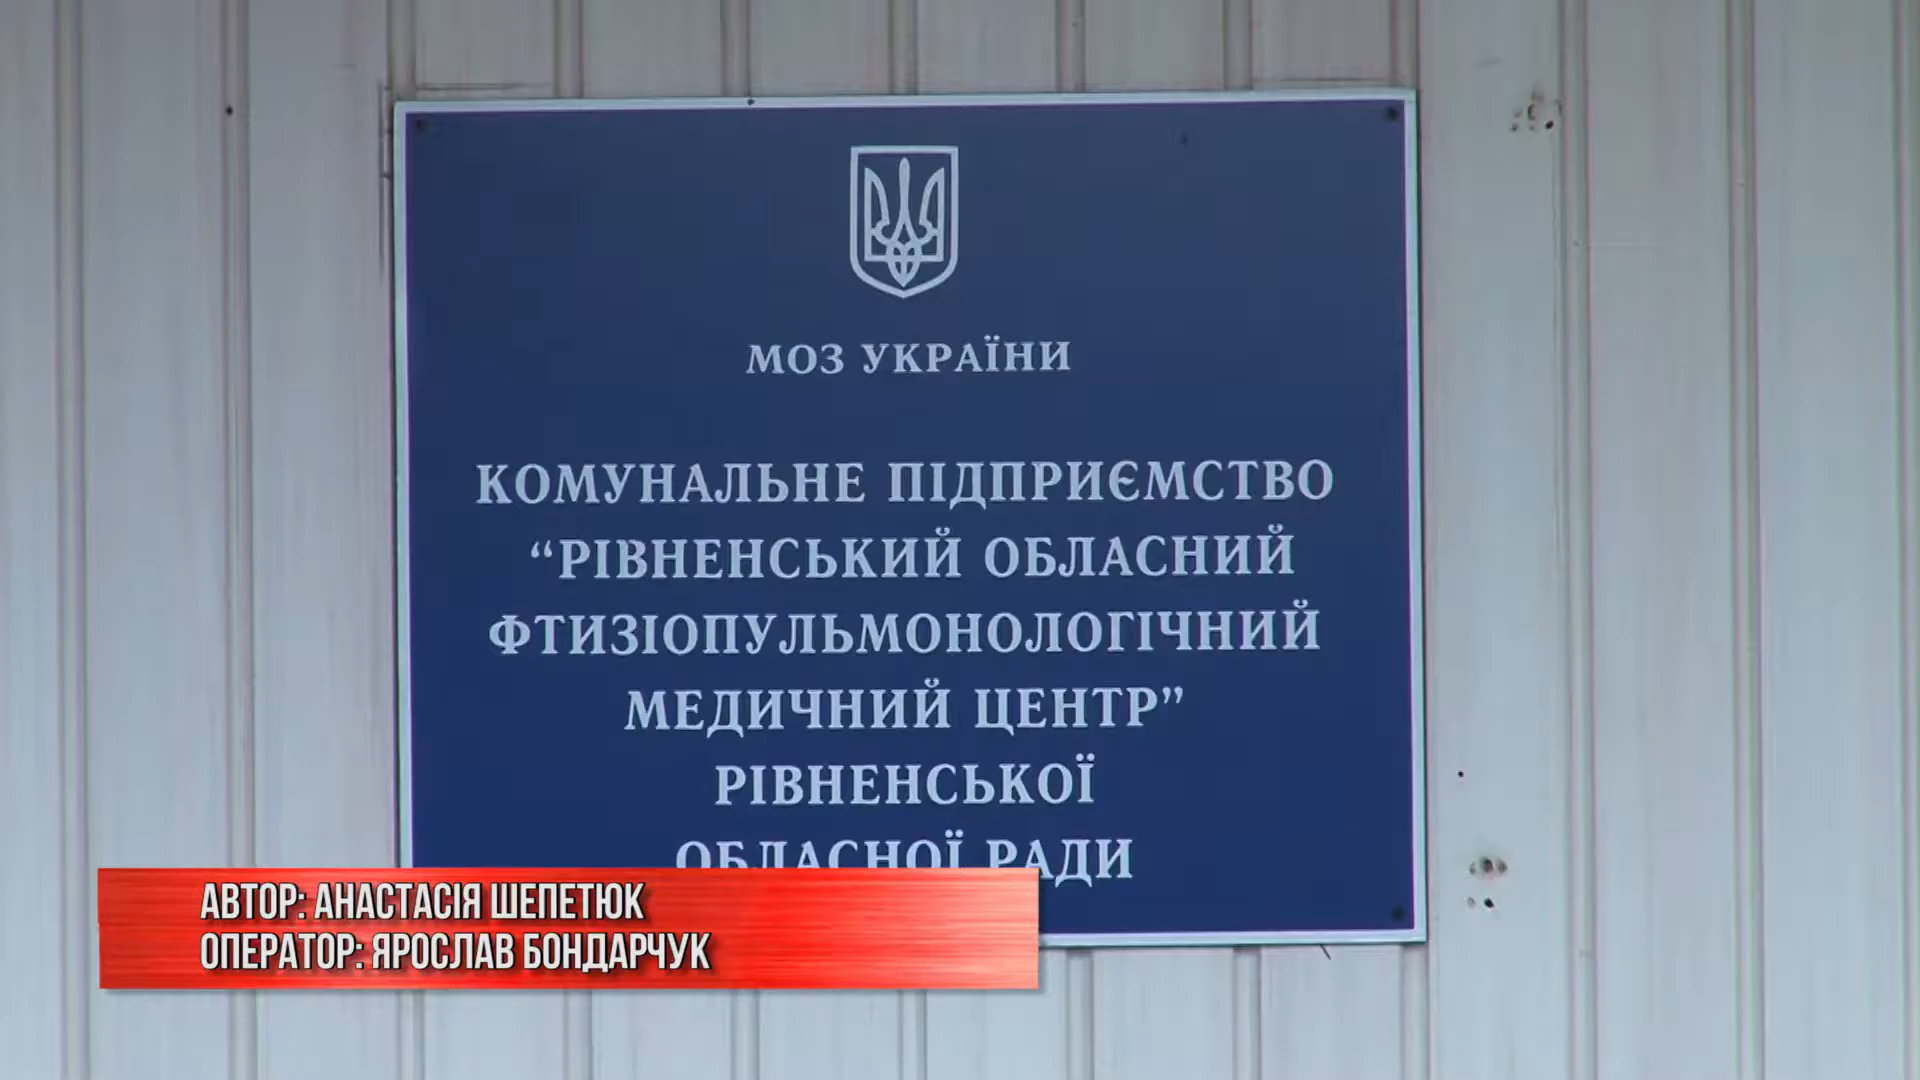 МОЗ УКРАЇНИ
КОМУНАЛЬНЕ ПІДПРИЄМСТВО
“РІВНЕНСЬКИЙ ОБЛАСНИЙ
ФТИЗІОПУЛЬМОНОЛОГІЧНИЙ
МЕДИЧНИЙ ЦЕНТР”
РІВНЕНСЬКОЇ
ОБЛАСНОЇ РАДИ
АВТОР: АНАСТАСІЯ ШЕПЕТЮК
ОПЕРАТОР: ЯРОСЛАВ БОНДАРЧУК